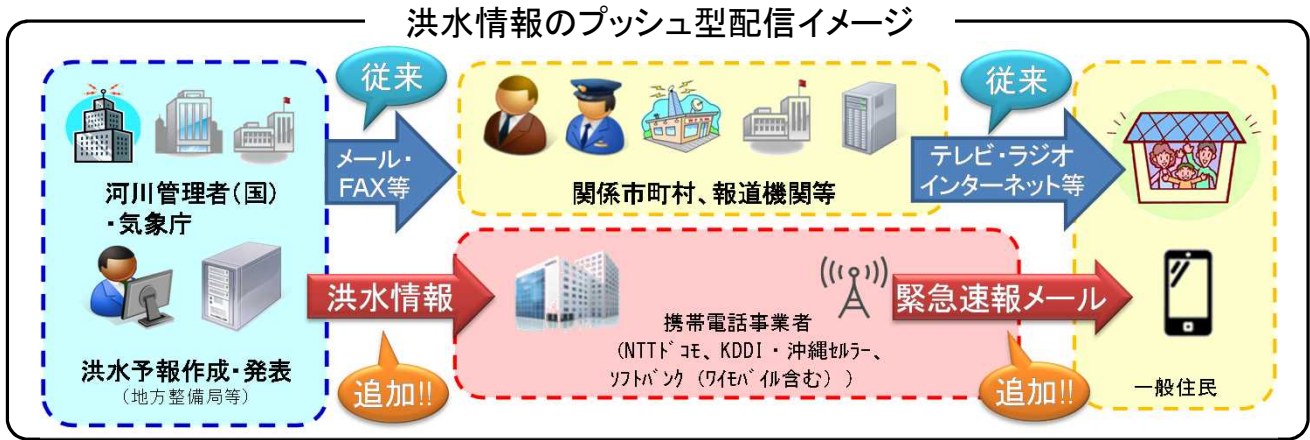 洪水情報のプッシュ型配信イメージ
従来
メール・
FAX等
従来
テレビ・ラジオ
インターネット等
河川管理者(国)
・気象庁
関係市町村、報道機関等
洪水情報
緊急速報メール
携帯電話事業者
(NTTドコモ、KDDI・沖縄セルラー、
ソフトバンク(ワイモバイル含む))
洪水予報作成・発表
(地方整備局等)
追加!!
追加!!
一般住民